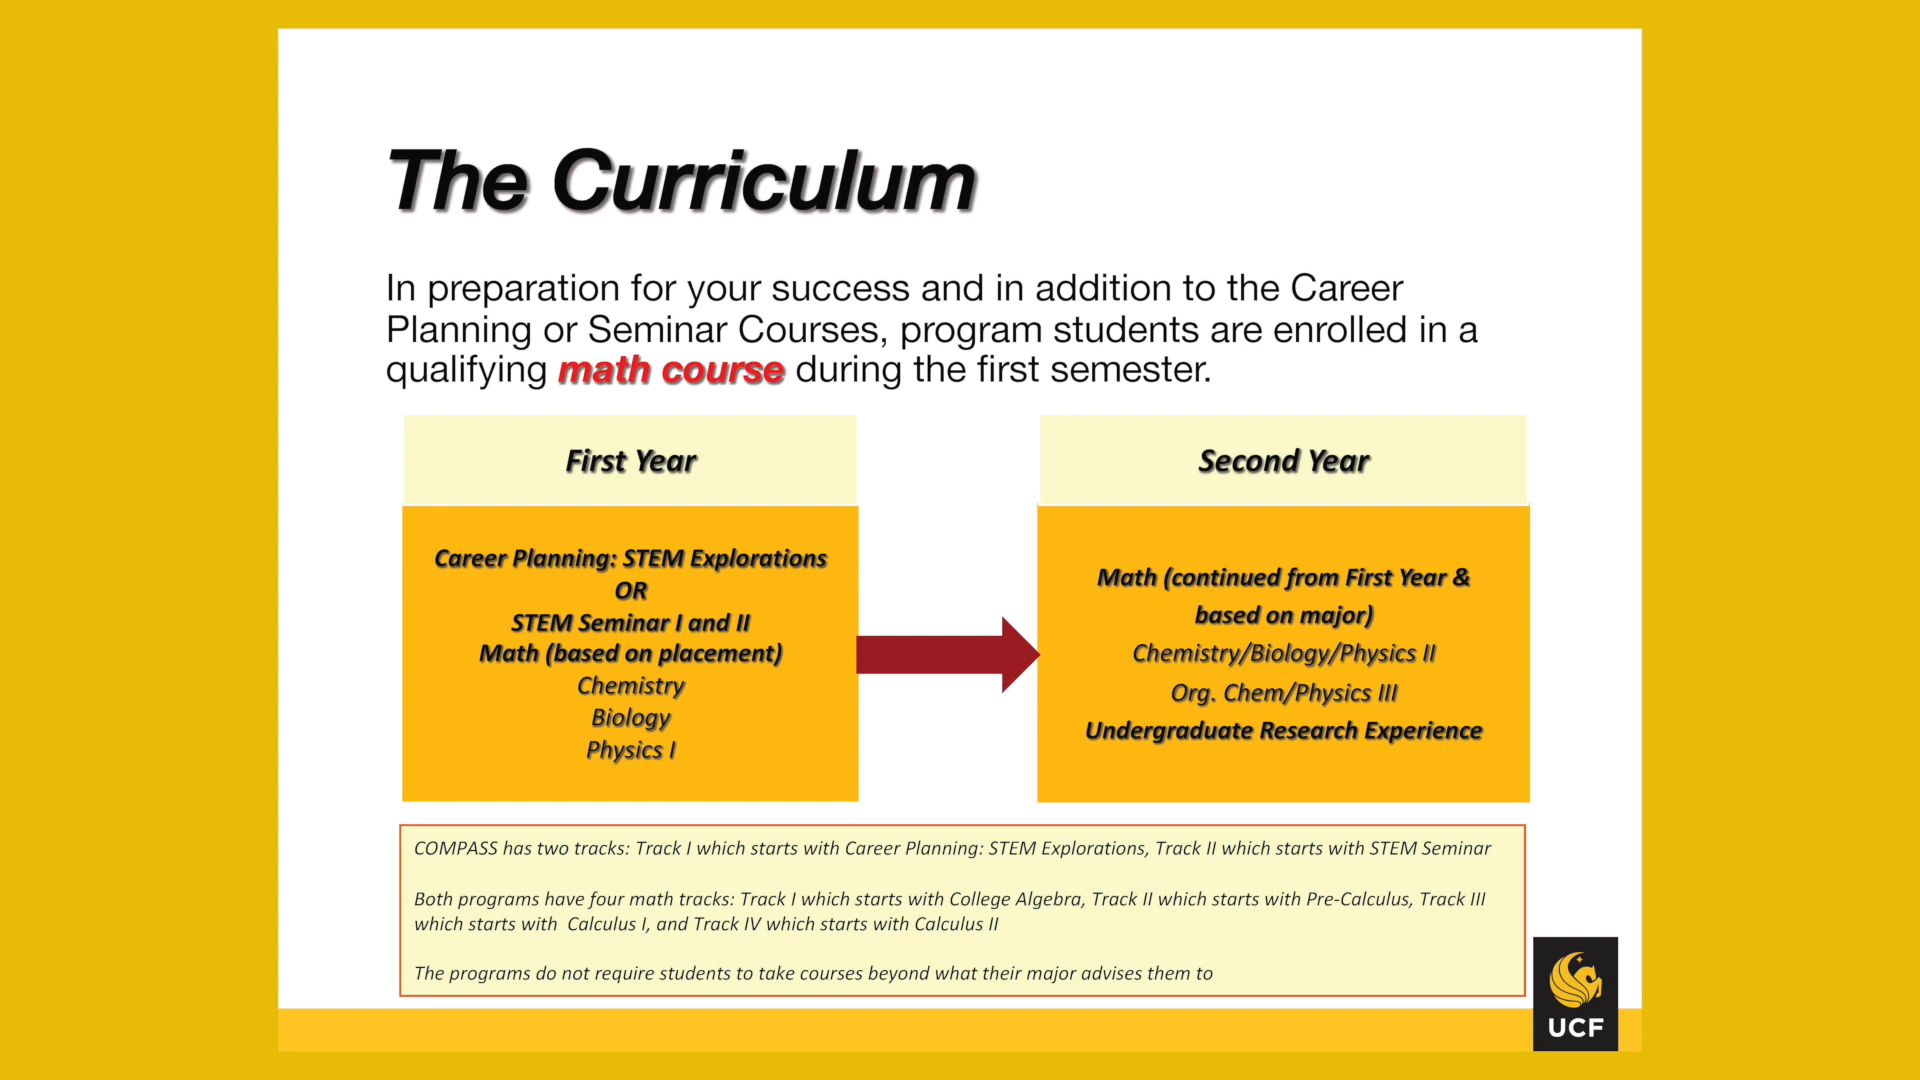 The Curriculum
In preparation for your success and in addition to the Career
Planning or Seminar Courses, program students are enrolled in a
qualifying math course during the first semester.
First Year
Career Planning: STEM Explorations
OR
STEM Seminar I and II
Math (based on placement)
Chemistry
Biology
Physics I
Second Year
Math (continued from First Year &
based on major)
Chemistry/Biology/Physics II
Org. Chem/Physics III
Undergraduate Research Experience
COMPASS has two tracks: Track I which starts with Career Planning: STEM Explorations, Track II which starts with STEM Seminar
Both programs have four math tracks: Track I which starts with College Algebra, Track II which starts with Pre-Calculus, Track III
which starts with  Calculus I, and Track IV which starts with Calculus II
The programs do not require students to take courses beyond what their major advises them to
UCF